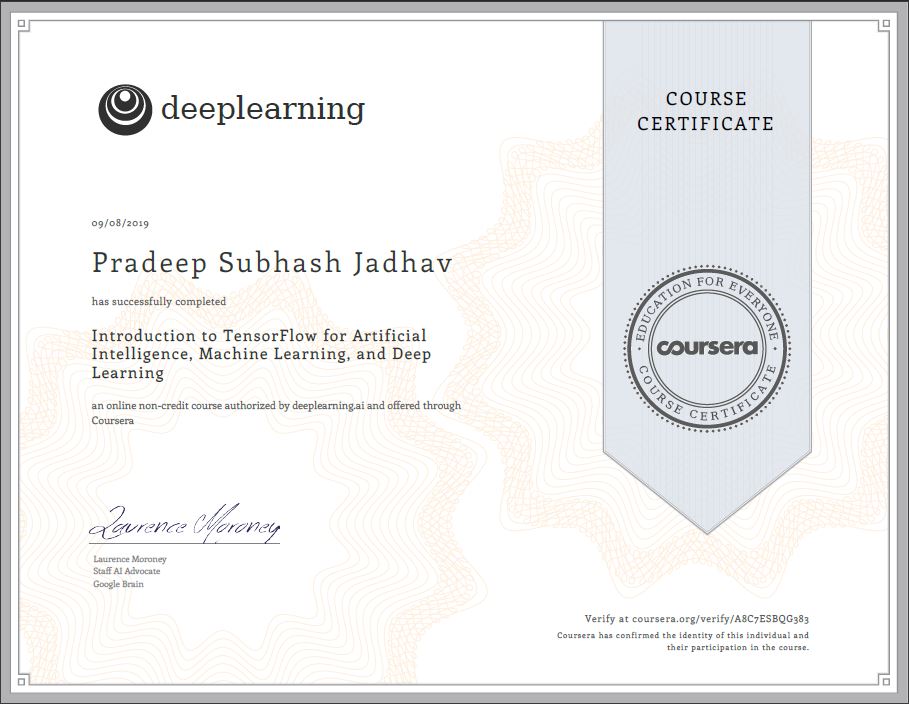 deeplearning
COURSE
CERTIFICATE
09/08/2019
Pradeep Subhash Jadhav
has successfully completed
Introduction to TensorFlow for Artificial
Intelligence, Machine Learning, and Deep
Learning
an online non-credit course authorized by deeplearning.ai and offered through
Coursera
EDUCATION FOR EVERYONE
coursera
COURSE CERTIFICATE
Laurence Moroney
Laurence Moroney
Staff AI Advocate
Google Brain
Verify at coursera.org/verify/A8C7ESBQG383
Coursera has confirmed the identity of this individual and
their participation in the course.